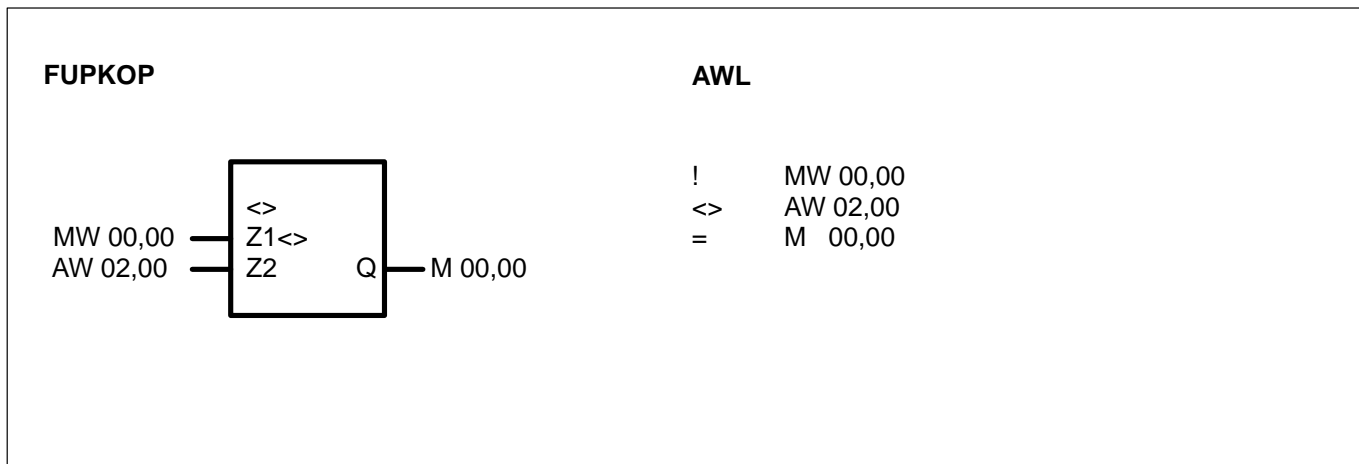 FUPKOP
<>
MW 00,00 Z1<>
AW 02,00 Z2 Q M 00,00
AWL
! MW 00,00
<> AW 02,00
= M 00,00